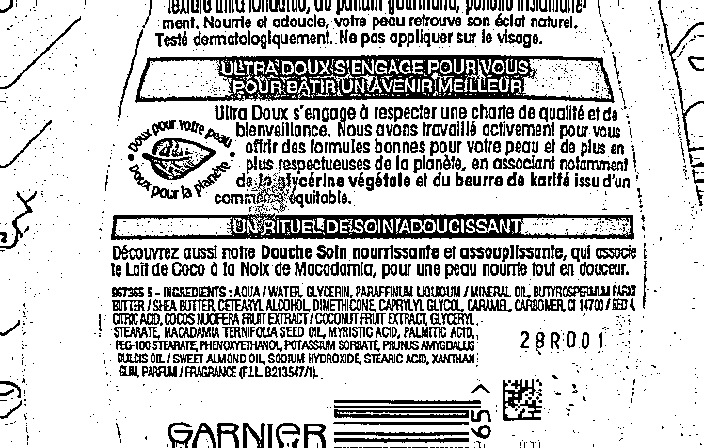 texture ultra fondante, au parfum gourmand, pénètre instantané-
ment. Nourrie et adoucie, votre peau retrouve son éclat naturel.
Testé dermatologiquement. Ne pas appliquer sur le visage.
ULTRA DOUX S'ENGAGE POUR VOUS,
POUR BÂTIR UN AVENIR MEILLEUR
Ultra Doux s'engage à respecter une charte de qualité et de
bienveillance. Nous avons travaillé activement pour vous
offrir des formules bonnes pour votre peau et de plus en
plus respectueuses de la planète, en associant notamment
de la glycérine végétale et du beurre de karité issu d'un
commerce équitable.
Doux pour votre peau
Doux pour la planète
UN RITUEL DE SOIN ADOUCISSANT
Découvrez aussi notre Douche Soin nourrissante et assouplissante, qui associe
le Lait de Coco à la Noix de Macadamia, pour une peau nourrie tout en douceur.
867365 5 - INGREDIENTS : AQUA / WATER, GLYCERIN, PARAFFINUM LIQUIDUM / MINERAL OIL, BUTYROSPERMUM PARKII
BUTTER / SHEA BUTTER, CETEARYL ALCOHOL, DIMETHICONE, CAPRYLYL GLYCOL, CARAMEL, CARBOMER, CI 14700 / RED 4,
CITRIC ACID, COCOS NUCIFERA FRUIT EXTRACT / COCONUT FRUIT EXTRACT, GLYCERYL
STEARATE, MACADAMIA TERNIFOLIA SEED OIL, MYRISTIC ACID, PALMITIC ACID,
PEG-100 STEARATE, PHENOXYETHANOL, POTASSIUM SORBATE, PRUNUS AMYGDALUS
DULCIS OIL / SWEET ALMOND OIL, SODIUM HYDROXIDE, STEARIC ACID, XANTHAN
GUM, PARFUM / FRAGRANCE (F.I.L. B213547/1).
28R001
GARNIER
65 >